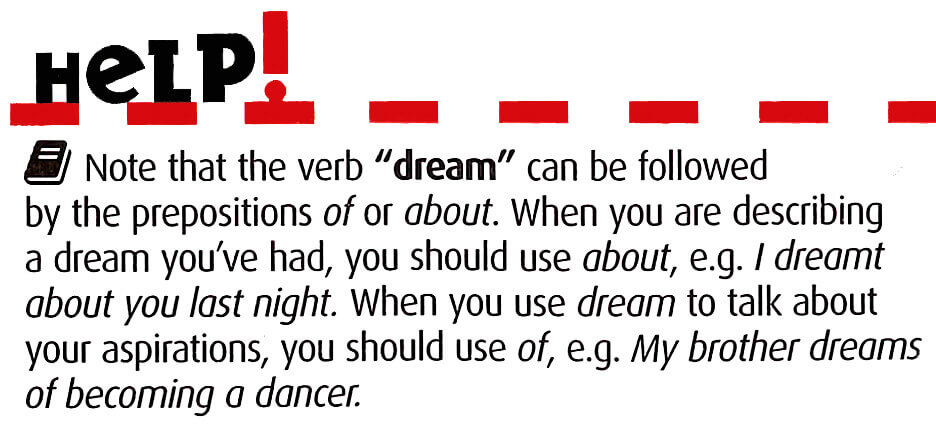 HeLP!
Note that the verb “dream” can be followed
by the prepositions of or about. When you are describing
a dream you’ve had, you should use about, e.g. I dreamt
about you last night. When you use dream to talk about
your aspirations, you should use of, e.g. My brother dreams
of becoming a dancer.